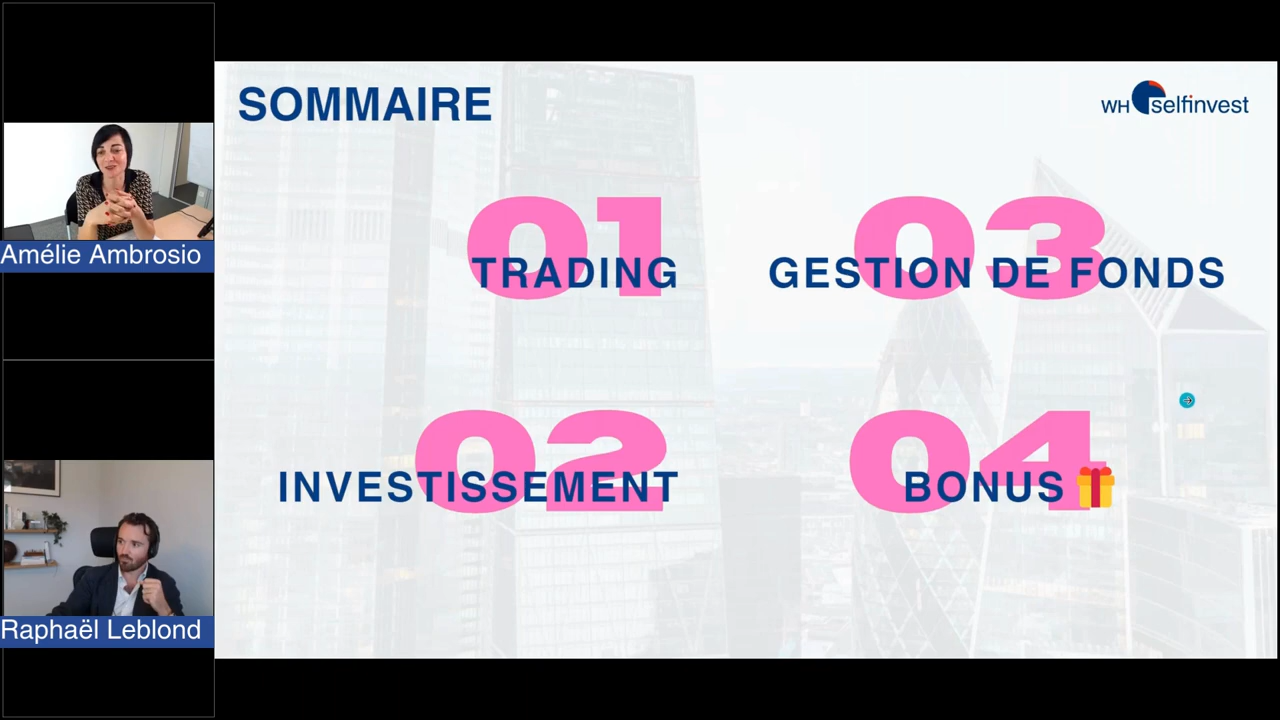 SOMMAIRE
WH selfinvest
01
TRADING
03
GESTION DE FONDS
02
INVESTISSEMENT
04
BONUS
Amélie Ambrosio
Raphaël Leblond